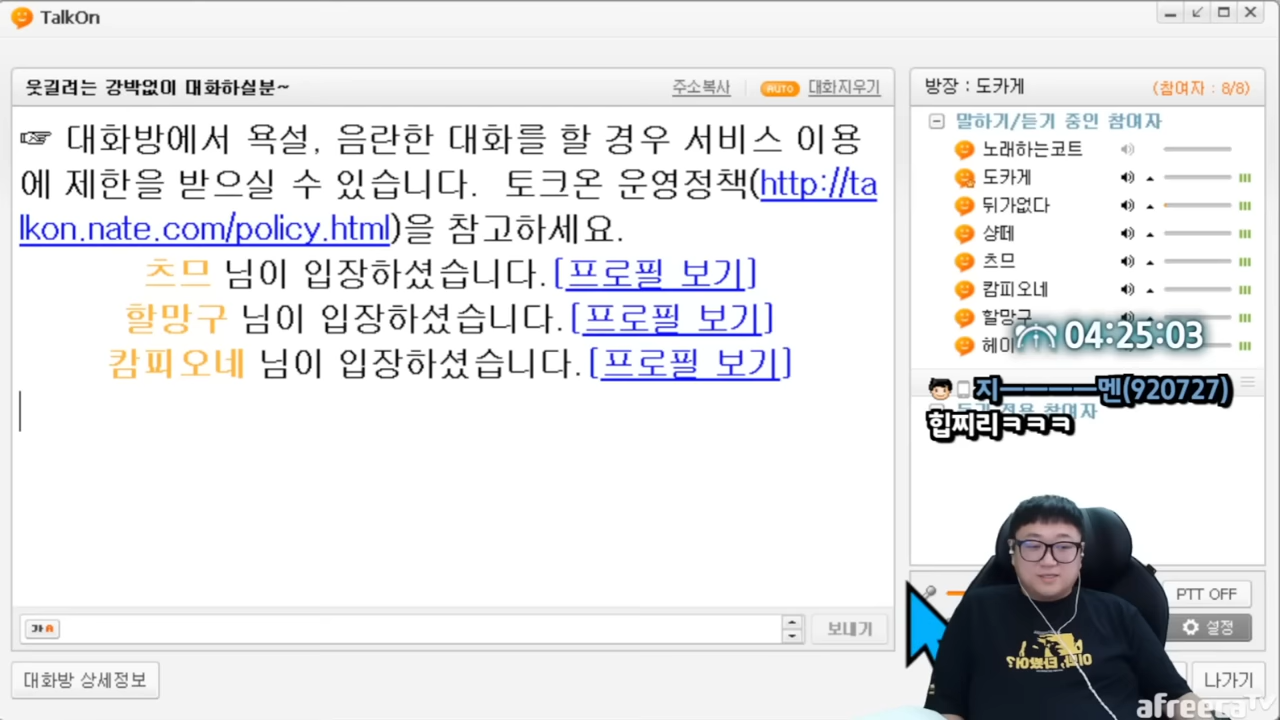 TalkOn
웃길려는 강박없이 대화하실분~
주소복사
AUTO
대화지우기
☞ 대화방에서 욕설, 음란한 대화를 할 경우 서비스 이용
에 제한을 받으실 수 있습니다. 토크온 운영정책(http://ta
lkon.nate.com/policy.html)을 참고하세요.
츠므 님이 입장하셨습니다.[프로필 보기]
할망구 님이 입장하셨습니다.[프로필 보기]
캄피오네 님이 입장하셨습니다.[프로필 보기]
가A
보내기
대화방 상세정보
방장 : 도카게
(참여자 : 8/8)
말하기/듣기 중인 참여자
노래하는코트
도카게
뒤가없다
샹떼
츠므
캄피오네
할망구
헤이
04:25:03
지ㅡㅡㅡㅡ멘(920727)
듣기 전용 참여자
힙찌리ㅋㅋㅋ
PTT OFF
설정
나가기
afreecaTV